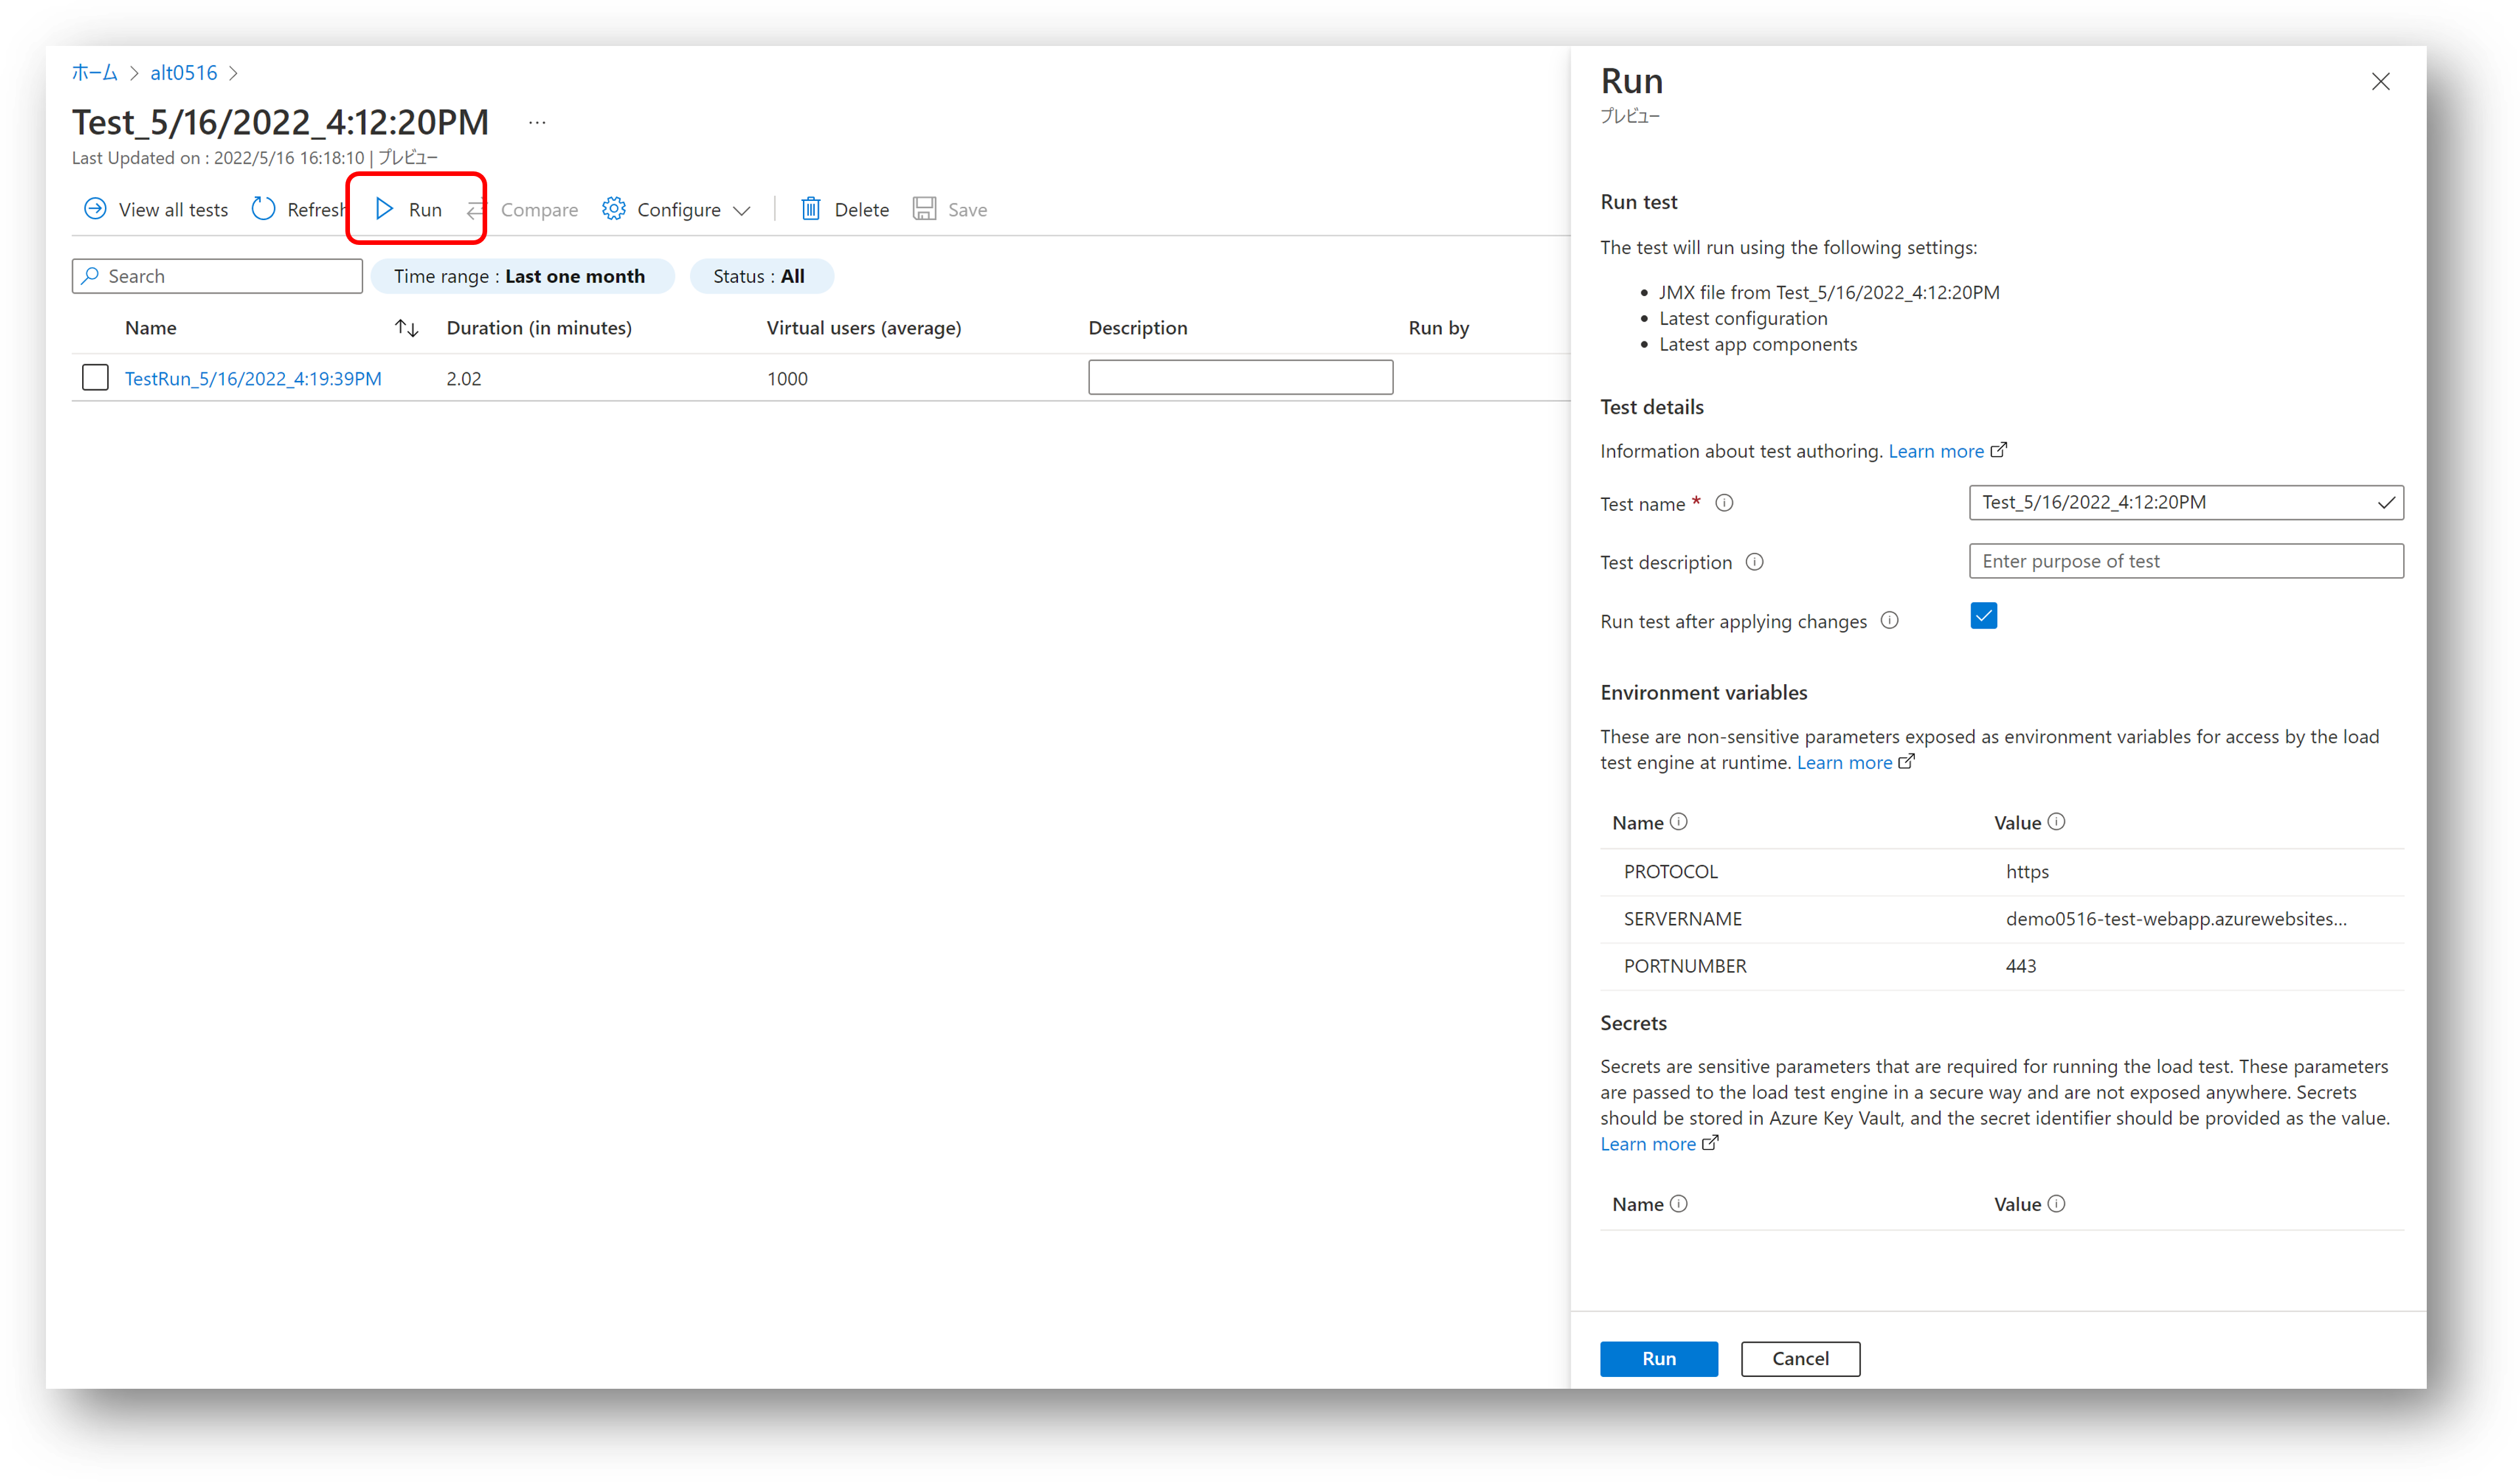 ホーム > alt0516 >
Test_5/16/2022_4:12:20PM ...
Last Updated on : 2022/5/16 16:18:10 | プレビュー
View all tests Refresh Run Compare Configure Delete Save
Search Time range : Last one month Status : All
Name Duration (in minutes) Virtual users (average) Description Run by
TestRun_5/16/2022_4:19:39PM 2.02 1000
Run
プレビュー
Run test
The test will run using the following settings:
• JMX file from Test_5/16/2022_4:12:20PM
• Latest configuration
• Latest app components
Test details
Information about test authoring. Learn more
Test name * Test_5/16/2022_4:12:20PM
Test description Enter purpose of test
Run test after applying changes
Environment variables
These are non-sensitive parameters exposed as environment variables for access by the load
test engine at runtime. Learn more
Name Value
PROTOCOL https
SERVERNAME demo0516-test-webapp.azurewebsites...
PORTNUMBER 443
Secrets
Secrets are sensitive parameters that are required for running the load test. These parameters
are passed to the load test engine in a secure way and are not exposed anywhere. Secrets
should be stored in Azure Key Vault, and the secret identifier should be provided as the value.
Learn more
Name Value
Run Cancel